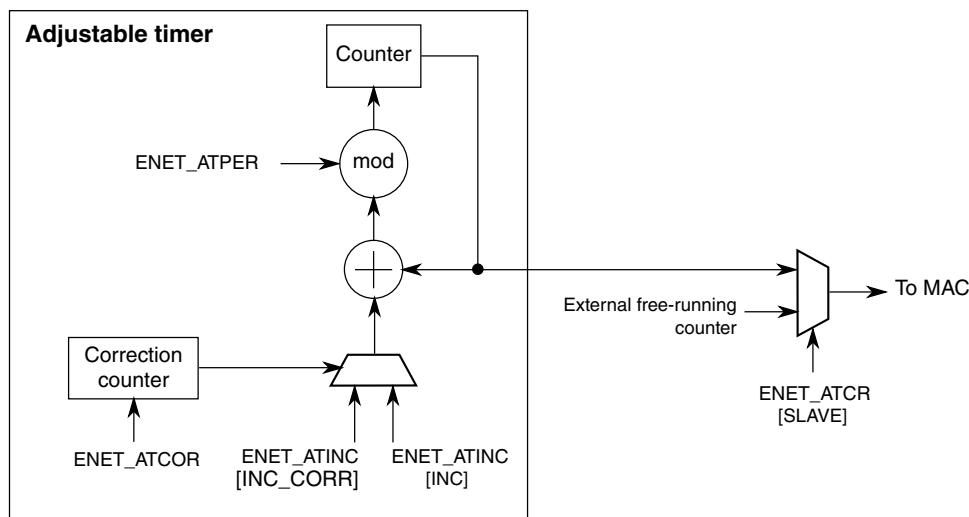 Adjustable timer
Counter
ENET_ATPER
mod
External free-running
counter
To MAC
Correction
counter
ENET_ATCR
[SLAVE]
ENET_ATCOR
ENET_ATINC
[INC_CORR]
ENET_ATINC
[INC]